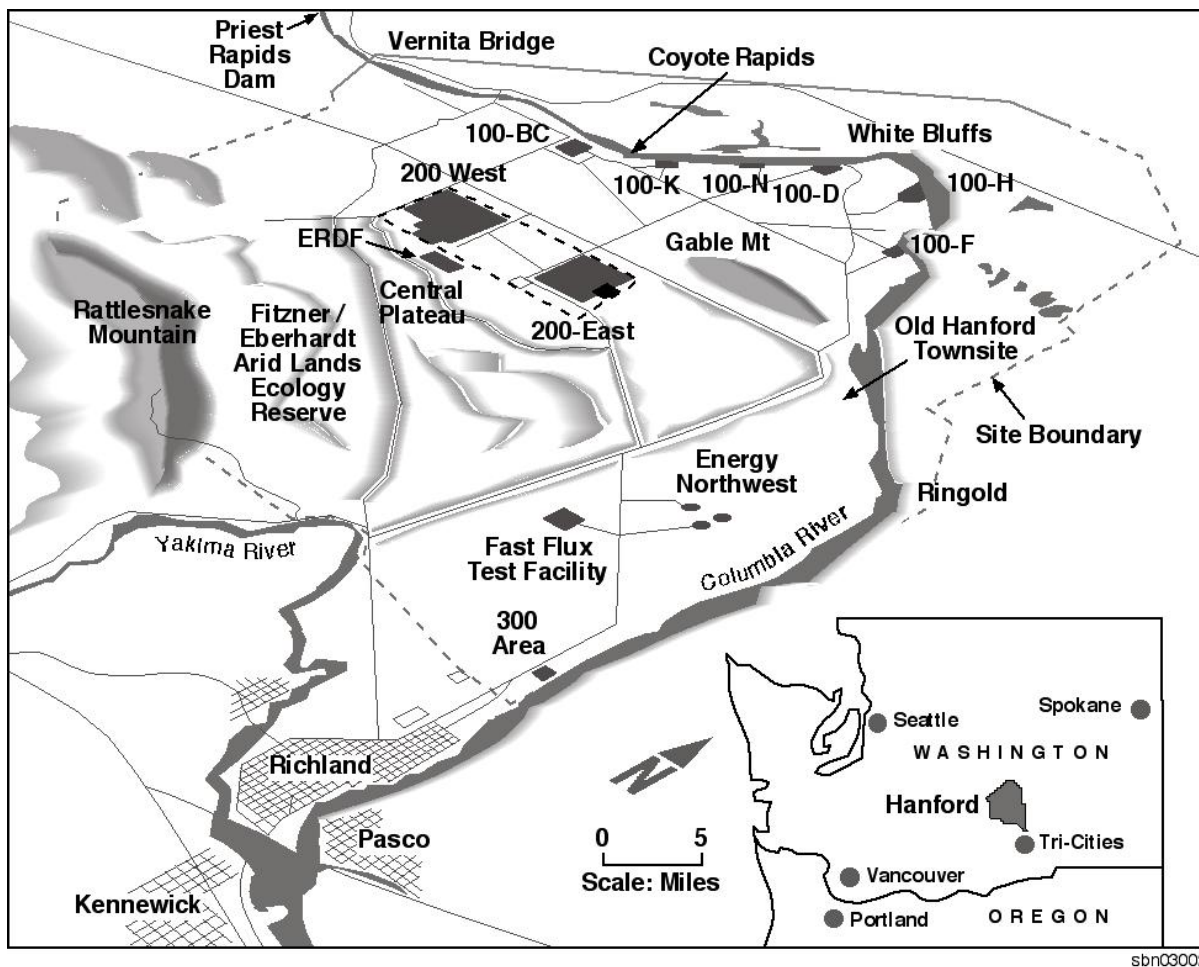 Priest
Rapids
Dam
Vernita Bridge
Coyote Rapids
100-BC
White Bluffs
200 West
100-K
100-N
100-D
100-H
ERDF
Gable Mt
100-F
Rattlesnake
Mountain
Fitzner/
Eberhardt
Arid Lands
Ecology
Reserve
Central
Plateau
200-East
Old Hanford
Townsite
Site Boundary
Energy
Northwest
Ringold
Yakima River
Fast Flux
Test Facility
Columbia River
300
Area
Richland
Pasco
Kennewick
N
0 5
Scale: Miles
Seattle
Spokane
WASHINGTON
Hanford
Tri-Cities
Vancouver
Portland
OREGON